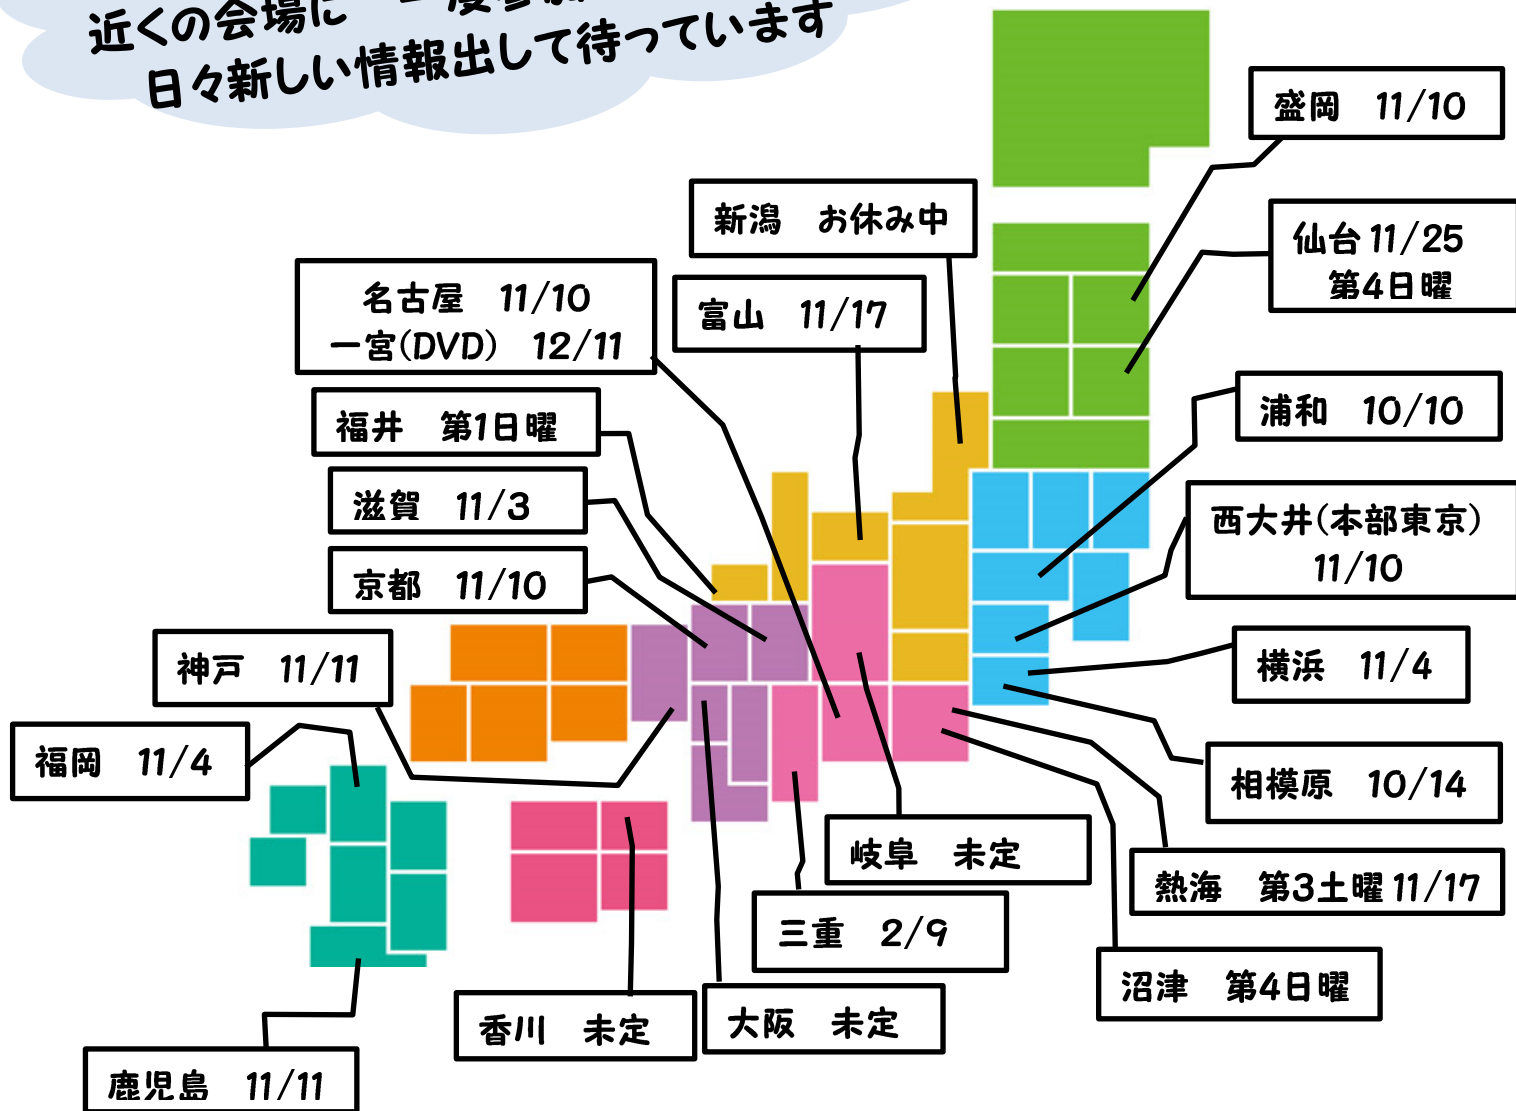 近くの会場に 一度参加
日々新しい情報出して待っています
盛岡 11/10
新潟 お休み中
仙台 11/25
第4日曜
名古屋 11/10
一宮(DVD) 12/11
富山 11/17
福井 第1日曜
浦和 10/10
滋賀 11/3
西大井(本部東京)
11/10
京都 11/10
神戸 11/11
横浜 11/4
福岡 11/4
相模原 10/14
岐阜 未定
熱海 第3土曜 11/17
三重 2/9
沼津 第4日曜
香川 未定
大阪 未定
鹿児島 11/11